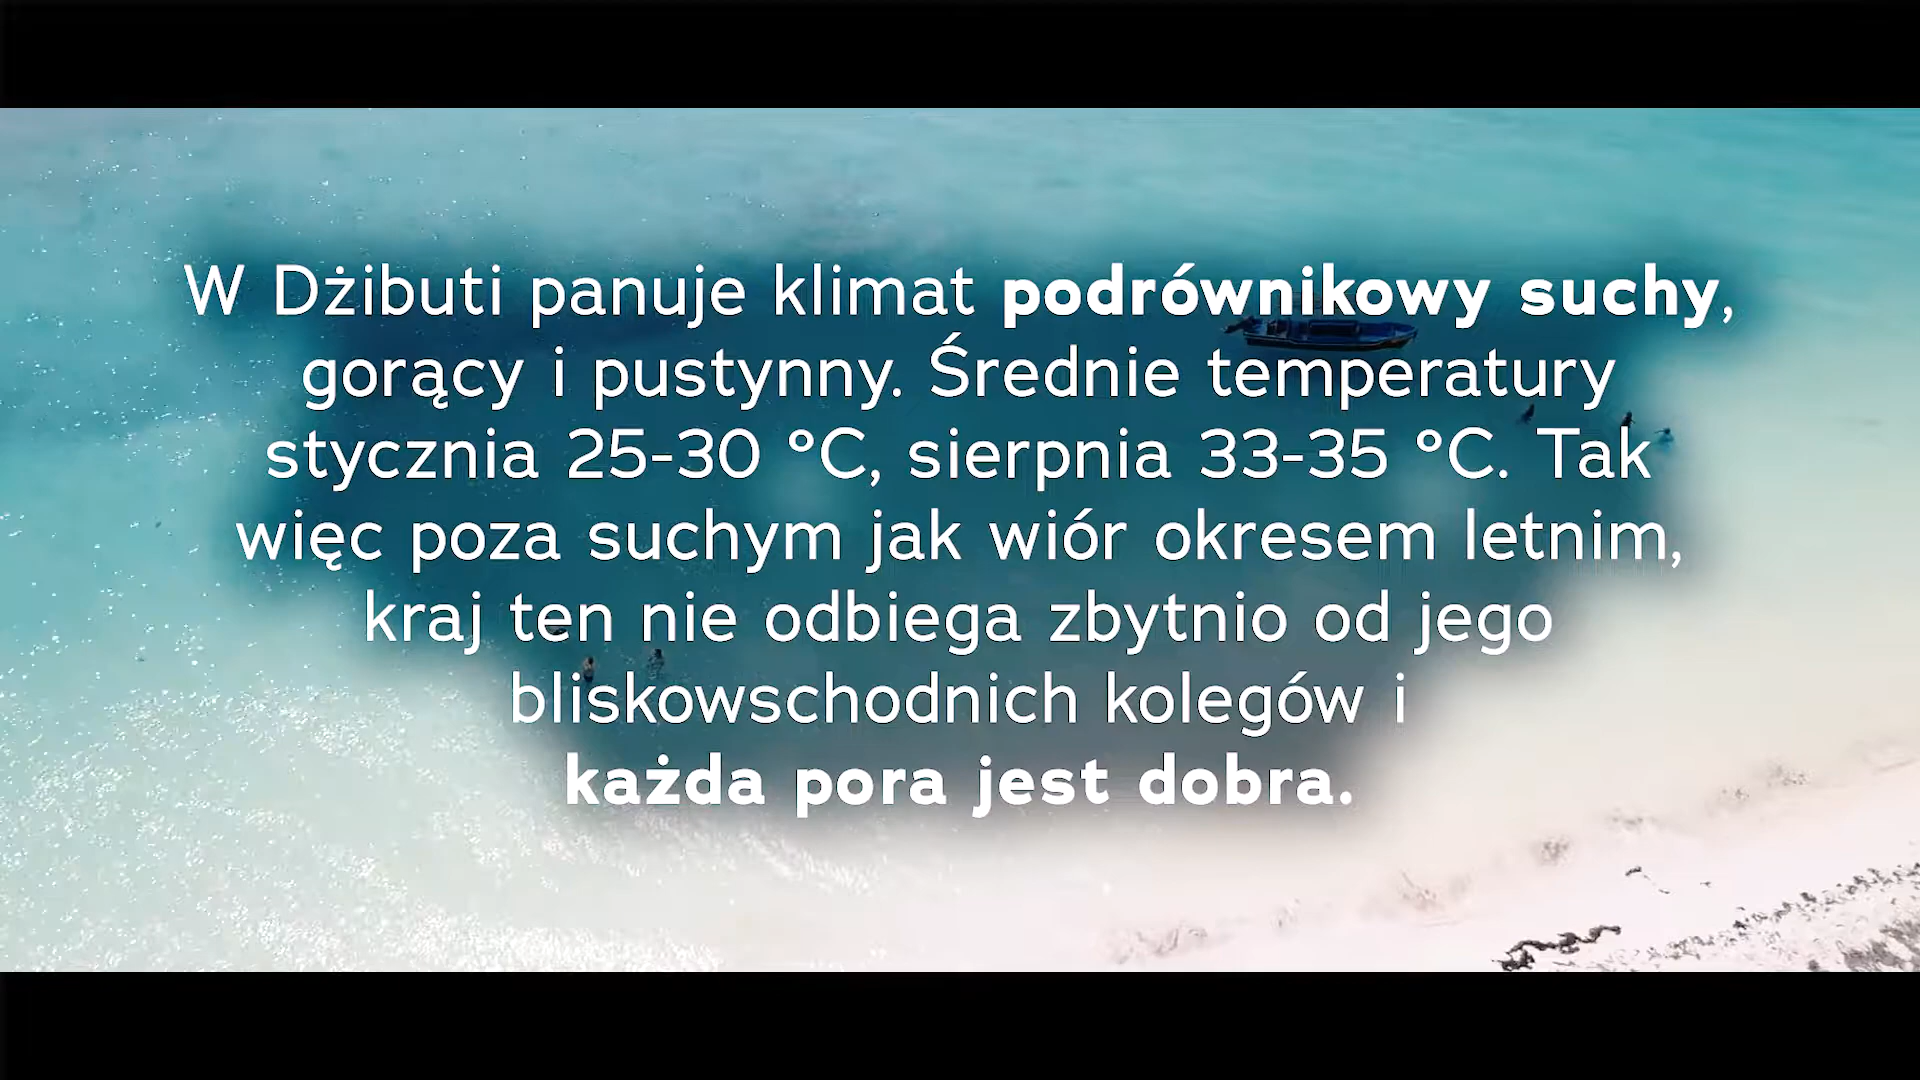 W Dżibuti panuje klimat podrównikowy suchy,
gorący i pustynny. Średnie temperatury
stycznia 25-30 °C, sierpnia 33-35 °C. Tak
więc poza suchym jak wiór okresem letnim,
kraj ten nie odbiega zbytnio od jego
bliskowschodnich kolegów i
każda pora jest dobra.